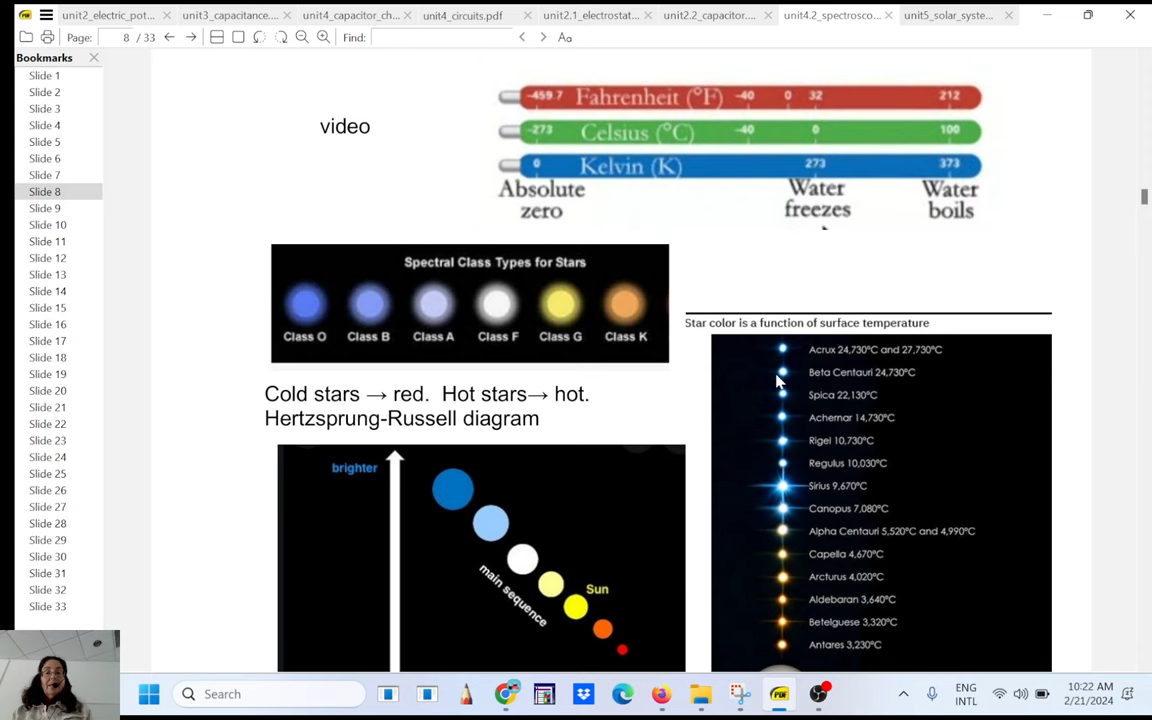 unit2_electric_pot...
unit3_capacitance....
unit4_capacitor_ch...
unit4_circuits.pdf
unit2.1_electrostat...
unit2.2_capacitor....
unit4.2_spectrosco...
unit5_solar_syste...
Page: 8 / 33
Find:
Aa
Bookmarks
Slide 1
Slide 2
Slide 3
Slide 4
Slide 5
Slide 6
Slide 7
Slide 8
Slide 9
Slide 10
Slide 11
Slide 12
Slide 13
Slide 14
Slide 15
Slide 16
Slide 17
Slide 18
Slide 19
Slide 20
Slide 21
Slide 22
Slide 23
Slide 24
Slide 25
Slide 26
Slide 27
Slide 28
Slide 29
Slide 30
Slide 31
Slide 32
Slide 33
video
-459.7 Fahrenheit (°F) -40 0 32 212
-273 Celsius (°C) -40 0 100
0 Kelvin (K) 273 373
Absolute zero
Water freezes
Water boils
Spectral Class Types for Stars
Class O Class B Class A Class F Class G Class K
Cold stars → red. Hot stars→ hot.
Hertzsprung-Russell diagram
brighter
main sequence
Sun
Star color is a function of surface temperature
Acrux 24,730°C and 27,730°C
Beta Centauri 24,730°C
Spica 22,130°C
Achernar 14,730°C
Rigel 10,730°C
Regulus 10,030°C
Sirius 9,670°C
Canopus 7,080°C
Alpha Centauri 5,520°C and 4,990°C
Capella 4,670°C
Arcturus 4,020°C
Aldebaran 3,640°C
Betelguese 3,320°C
Antares 3,230°C
Search
PDF
ENG
INTL
10:22 AM
2/21/2024